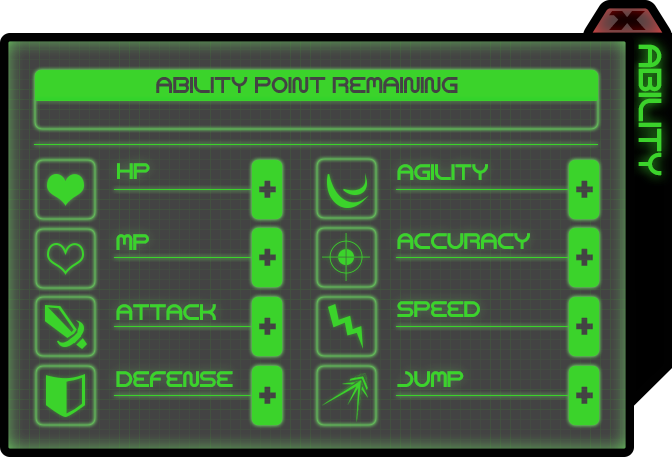 X
ABILITY
ABILITY POINT REMAINING
HP
+
AGILITY
+
MP
+
ACCURACY
+
ATTACK
+
SPEED
+
DEFENSE
+
JUMP
+